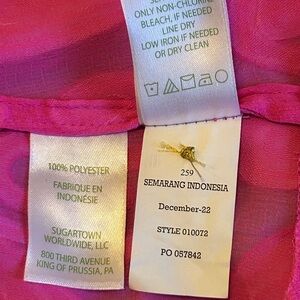 ONLY NON-CHLORINE
BLEACH, IF NEEDED
LINE DRY
LOW IRON IF NEEDED
OR DRY CLEAN
100% POLYESTER
FABRIQUE EN
INDONÉSIE
SUGARTOWN
WORLDWIDE, LLC
800 THIRD AVENUE
KING OF PRUSSIA, PA
259
SEMARANG INDONESIA
December-22
STYLE 010072
PO 057842